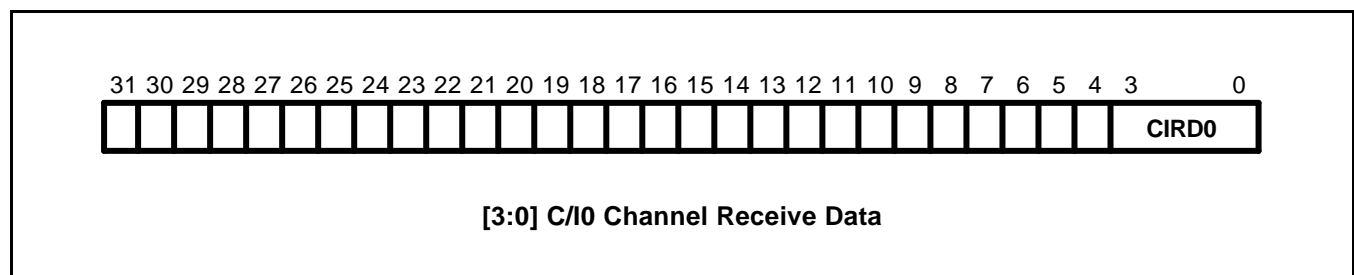 31 30 29 28 27 26 25 24 23 22 21 20 19 18 17 16 15 14 13 12 11 10 9 8 7 6 5 4 3 0
CIRD0
[3:0] C/I0 Channel Receive Data